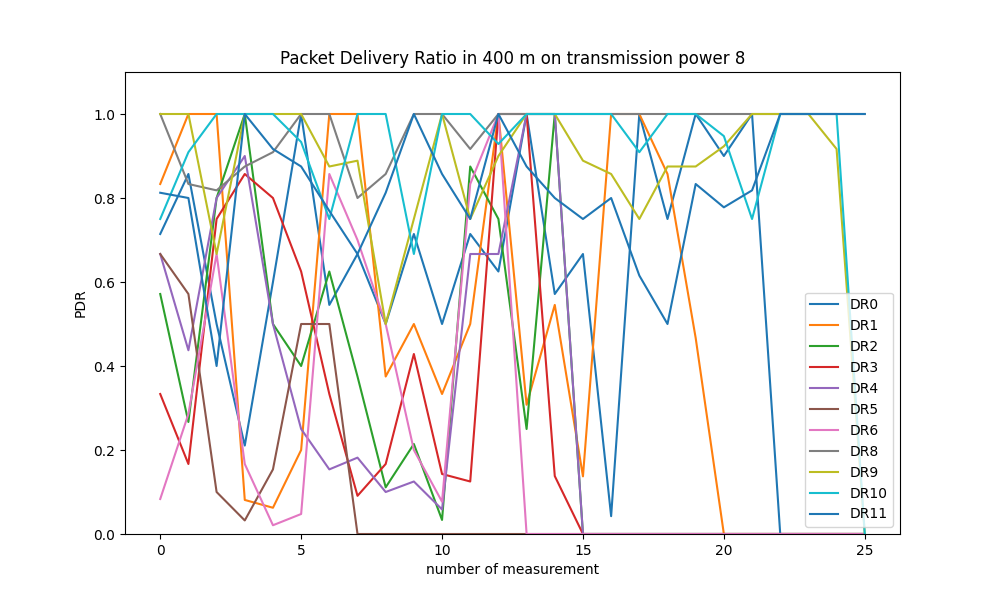 Packet Delivery Ratio in 400 m on transmission power 8
1.0
0.8
0.6
0.4
0.2
0.0
PDR
0 5 10 15 20 25
number of measurement
DR0
DR1
DR2
DR3
DR4
DR5
DR6
DR8
DR9
DR10
DR11